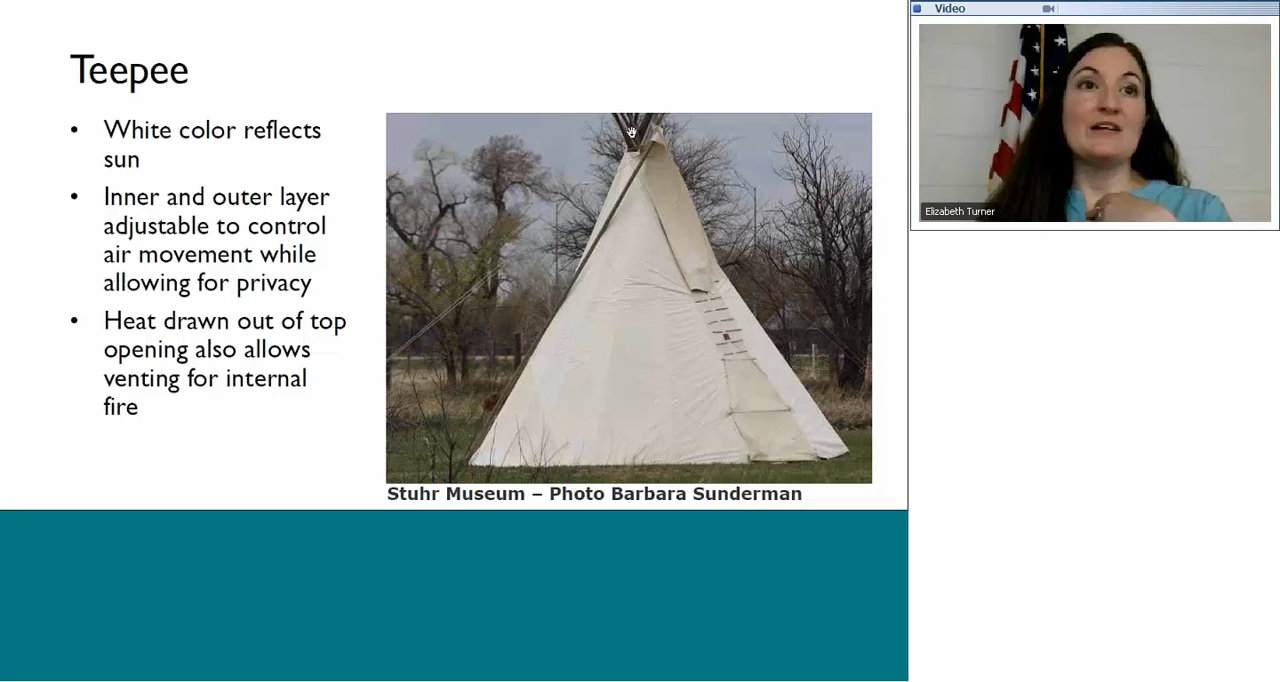 Teepee
• White color reflects
sun
• Inner and outer layer
adjustable to control
air movement while
allowing for privacy
• Heat drawn out of top
opening also allows
venting for internal
fire
Stuhr Museum – Photo Barbara Sunderman
Video
Elizabeth Turner